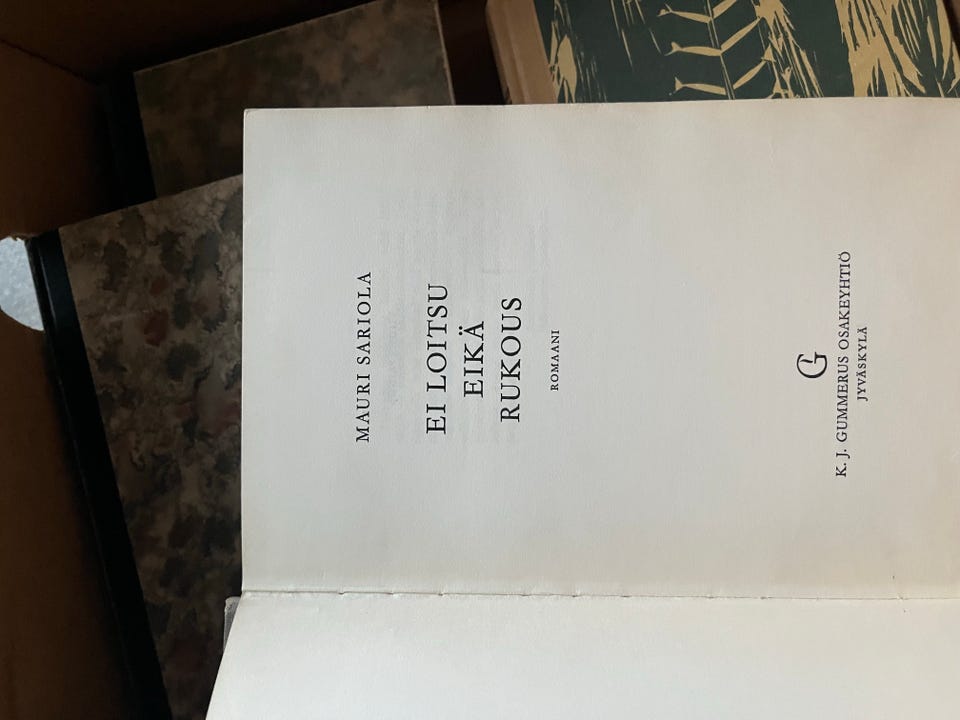 MAURI SARIOLA
EI LOITSU
EIKÄ
RUKOUS
ROMAANI
G
K. J. GUMMERUS OSAKEYHTIÖ
JYVÄSKYLÄ